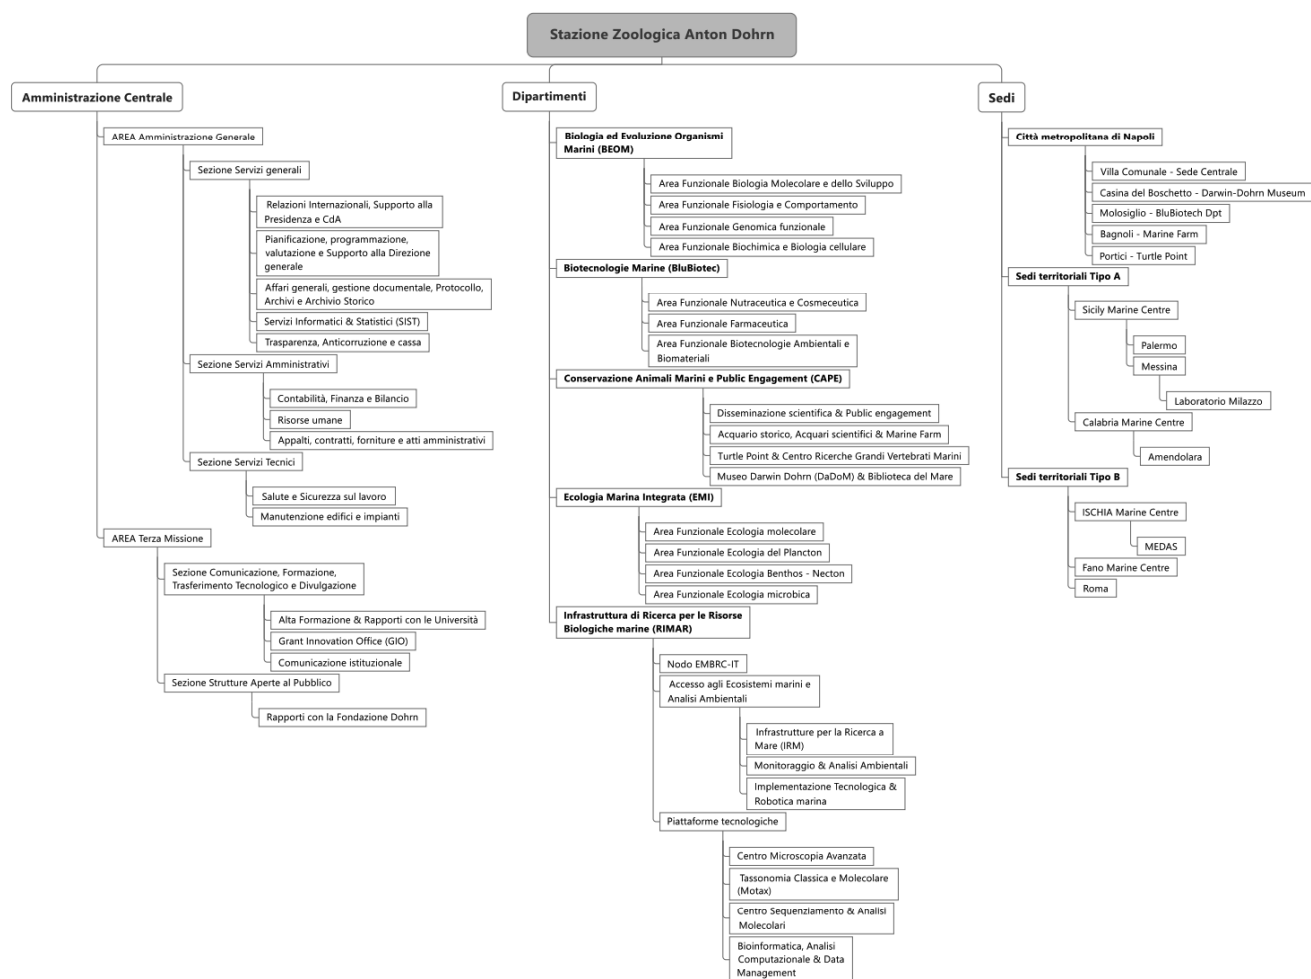 Stazione Zoologica Anton Dohrn
Amministrazione Centrale
AREA Amministrazione Generale
Sezione Servizi generali
Relazioni Internazionali, Supporto alla
Presidenza e CdA
Pianificazione, programmazione,
valutazione e Supporto alla Direzione
generale
Affari generali, gestione documentale, Protocollo,
Archivi e Archivio Storico
Servizi Informatici & Statistici (SIST)
Trasparenza, Anticorruzione e cassa
Sezione Servizi Amministrativi
Contabilità, Finanza e Bilancio
Risorse umane
Appalti, contratti, forniture e atti amministrativi
Sezione Servizi Tecnici
Salute e Sicurezza sul lavoro
Manutenzione edifici e impianti
AREA Terza Missione
Sezione Comunicazione, Formazione,
Trasferimento Tecnologico e Divulgazione
Alta Formazione & Rapporti con le Università
Grant Innovation Office (GIO)
Comunicazione istituzionale
Sezione Strutture Aperte al Pubblico
Rapporti con la Fondazione Dohrn
Dipartimenti
Biologia ed Evoluzione Organismi
Marini (BEOM)
Area Funzionale Biologia Molecolare e dello Sviluppo
Area Funzionale Fisiologia e Comportamento
Area Funzionale Genomica funzionale
Area Funzionale Biochimica e Biologia cellulare
Biotecnologie Marine (BluBiotec)
Area Funzionale Nutraceutica e Cosmeceutica
Area Funzionale Farmaceutica
Area Funzionale Biotecnologie Ambientali e
Biomateriali
Conservazione Animali Marini e Public Engagement (CAPE)
Disseminazione scientifica & Public engagement
Acquario storico, Acquari scientifici & Marine Farm
Turtle Point & Centro Ricerche Grandi Vertebrati Marini
Museo Darwin Dohrn (DaDoM) & Biblioteca del Mare
Ecologia Marina Integrata (EMI)
Area Funzionale Ecologia molecolare
Area Funzionale Ecologia del Plancton
Area Funzionale Ecologia Benthos - Necton
Area Funzionale Ecologia microbica
Infrastruttura di Ricerca per le Risorse
Biologiche marine (RIMAR)
Nodo EMBRC-IT
Accesso agli Ecosistemi marini e
Analisi Ambientali
Infrastrutture per la Ricerca a
Mare (IRM)
Monitoraggio & Analisi Ambientali
Implementazione Tecnologica &
Robotica marina
Piattaforme tecnologiche
Centro Microscopia Avanzata
Tassonomia Classica e Molecolare
(Motax)
Centro Sequenziamento & Analisi
Molecolari
Bioinformatica, Analisi
Computazionale & Data
Management
Sedi
Città metropolitana di Napoli
Villa Comunale - Sede Centrale
Casina del Boschetto - Darwin-Dohrn Museum
Molosiglio - BluBiotech Dpt
Bagnoli - Marine Farm
Portici - Turtle Point
Sedi territoriali Tipo A
Sicily Marine Centre
Palermo
Messina
Laboratorio Milazzo
Calabria Marine Centre
Amendolara
Sedi territoriali Tipo B
ISCHIA Marine Centre
MEDAS
Fano Marine Centre
Roma